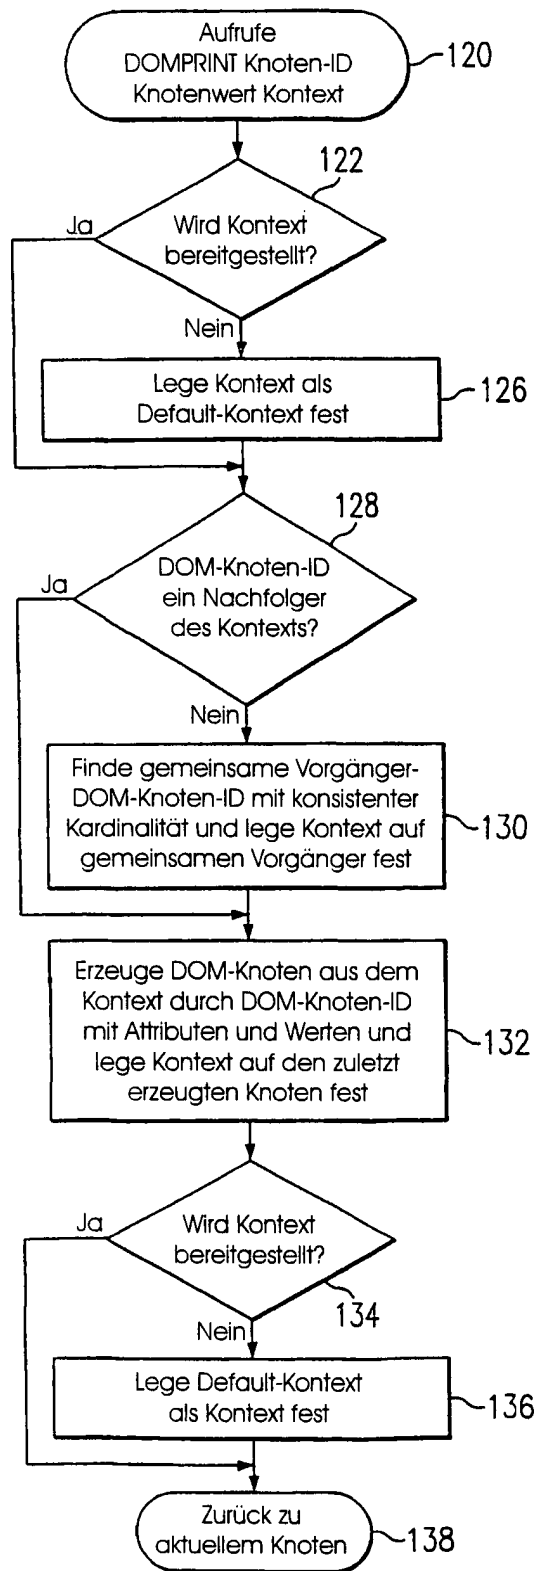 Aufrufe
DOMPRINT Knoten-ID
Knotenwert Kontext
120
122
Ja
Wird Kontext
bereitgestellt?
Nein
Lege Kontext als
Default-Kontext fest
126
128
Ja
DOM-Knoten-ID
ein Nachfolger
des Kontexts?
Nein
Finde gemeinsame Vorgänger-
DOM-Knoten-ID mit konsistenter
Kardinalität und lege Kontext auf
gemeinsamen Vorgänger fest
130
Erzeuge DOM-Knoten aus dem
Kontext durch DOM-Knoten-ID
mit Attributen und Werten und
lege Kontext auf den zuletzt
erzeugten Knoten fest
132
Ja
Wird Kontext
bereitgestellt?
134
Nein
Lege Default-Kontext
als Kontext fest
136
Zurück zu
aktuellem Knoten
138